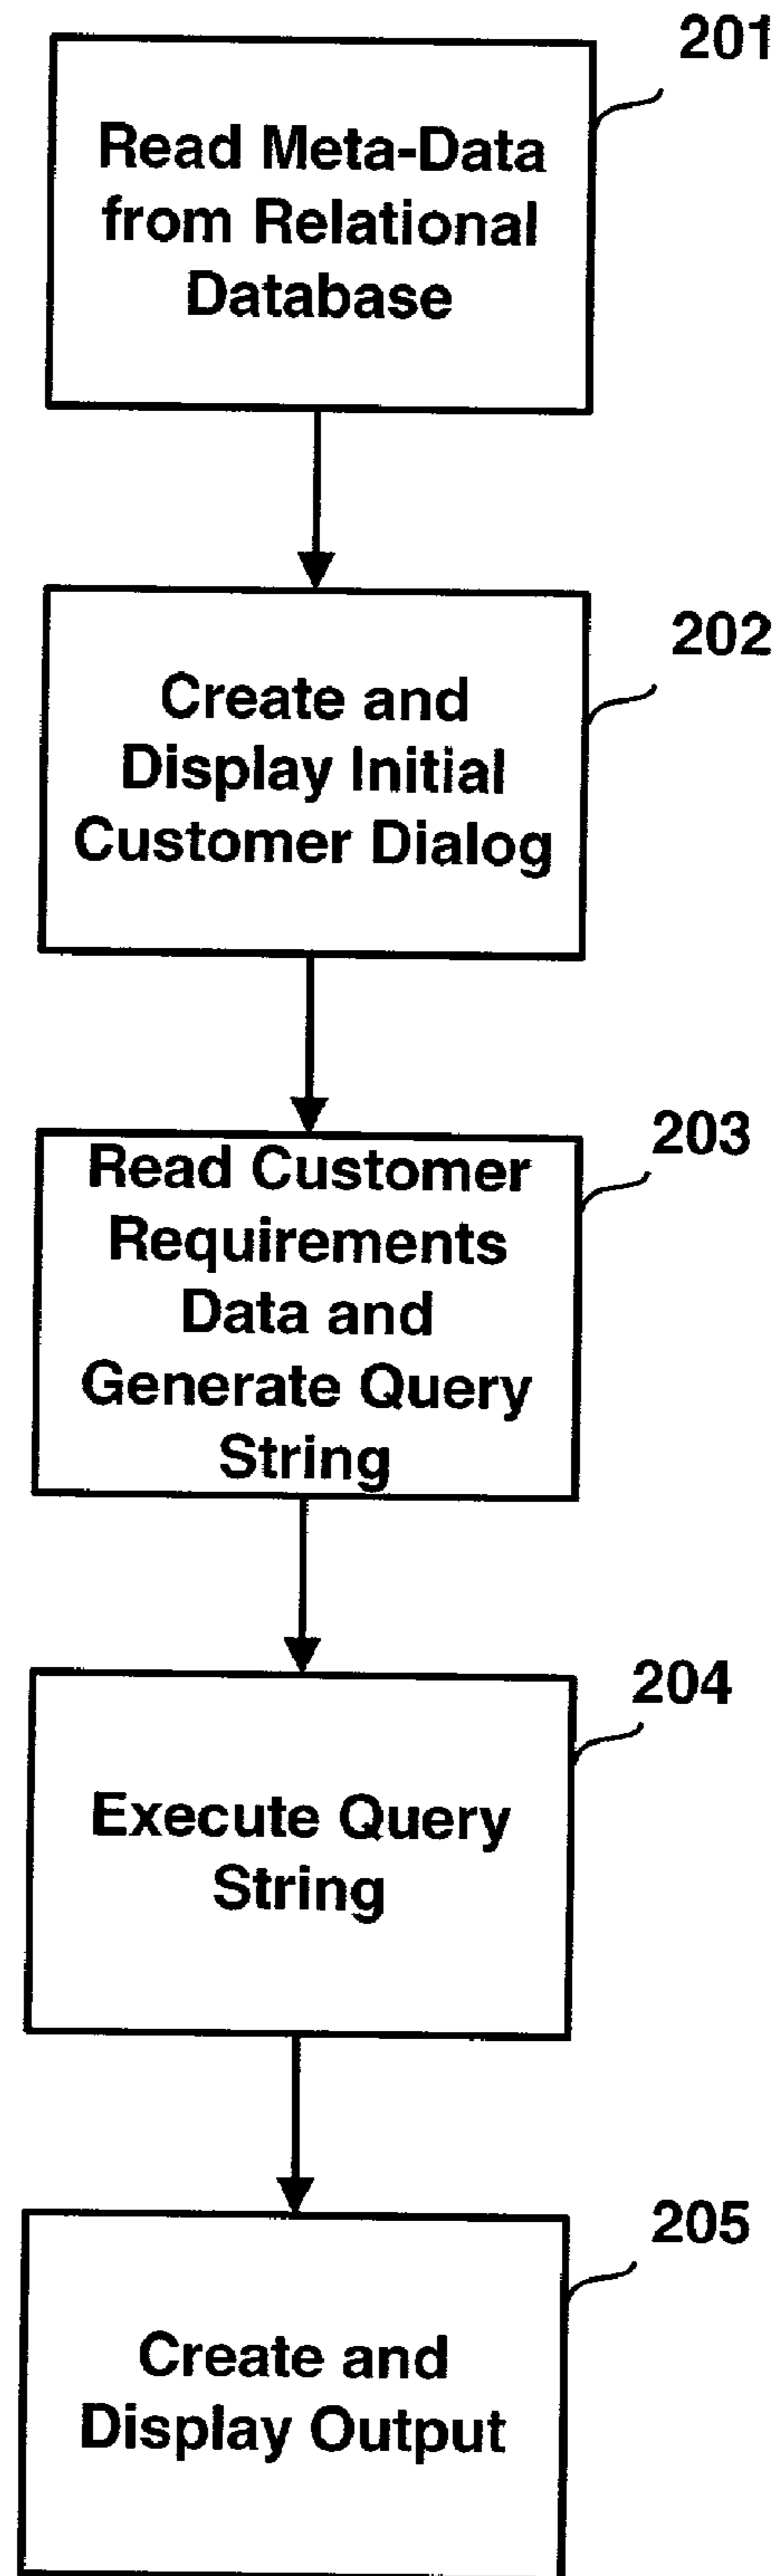 201
Read Meta-Data
from Relational
Database
202
Create and
Display Initial
Customer Dialog
203
Read Customer
Requirements
Data and
Generate Query
String
204
Execute Query
String
205
Create and
Display Output